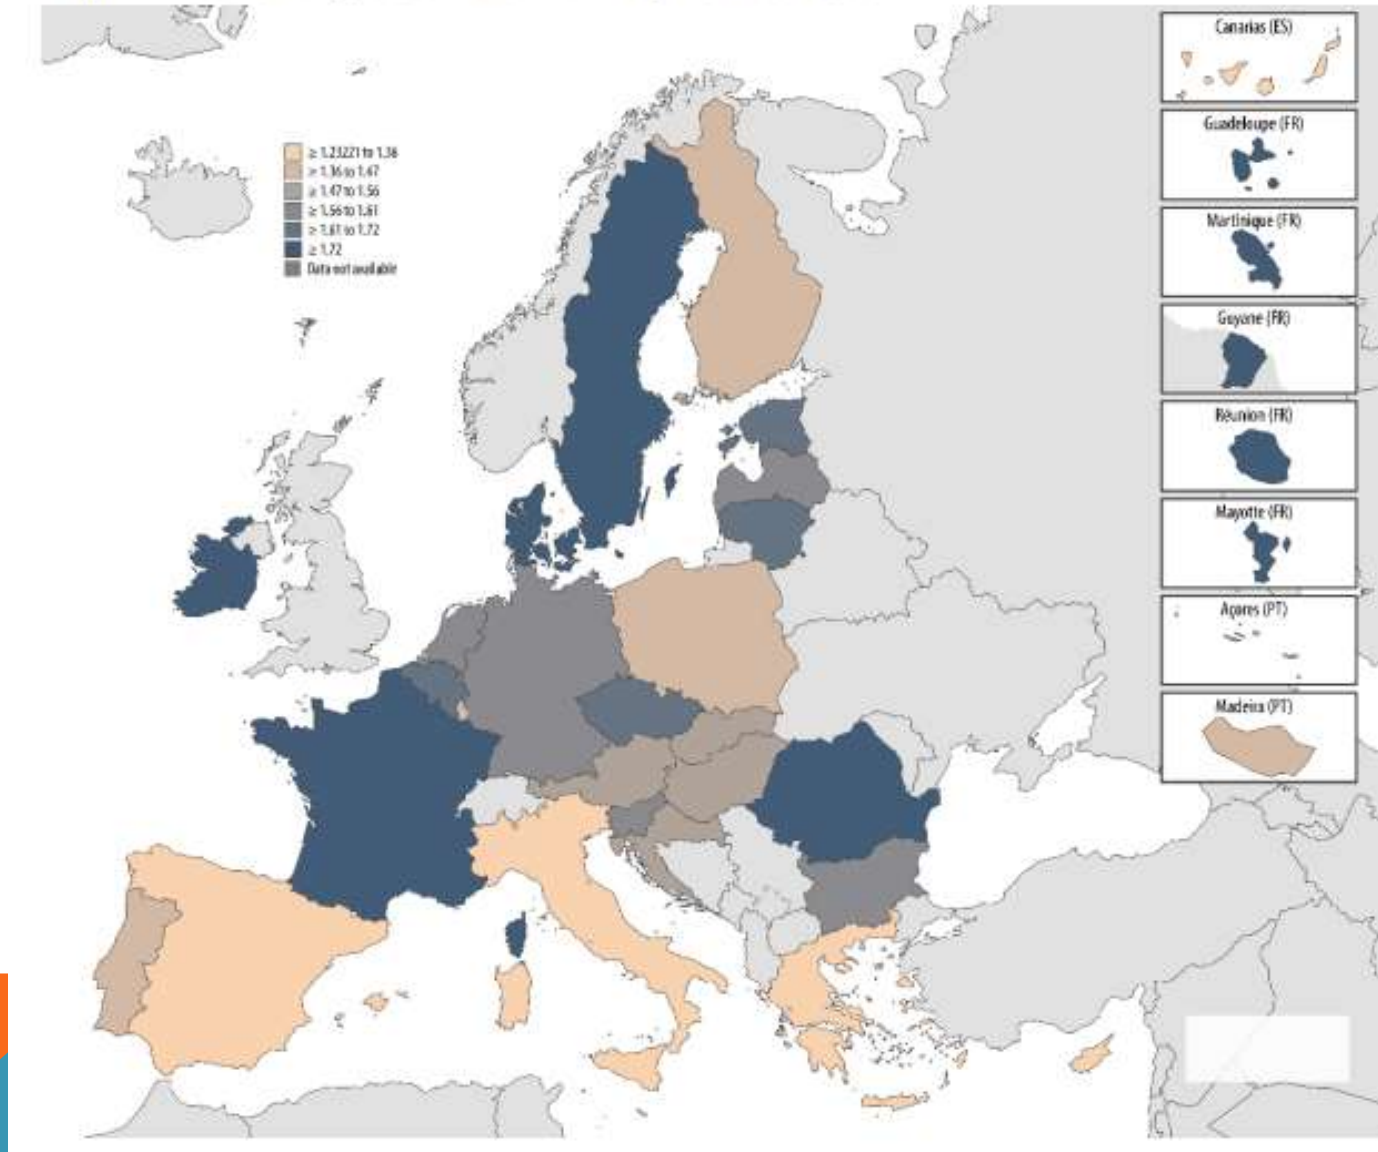 ≥ 1.23221 to 1.36
≥ 1.36 to 1.47
≥ 1.47 to 1.56
≥ 1.56 to 1.61
≥ 1.61 to 1.72
≥ 1.72
Data not available
Canarias (ES)
Guadeloupe (FR)
Martinique (FR)
Guyane (FR)
Réunion (FR)
Mayotte (FR)
Açores (PT)
Madeira (PT)